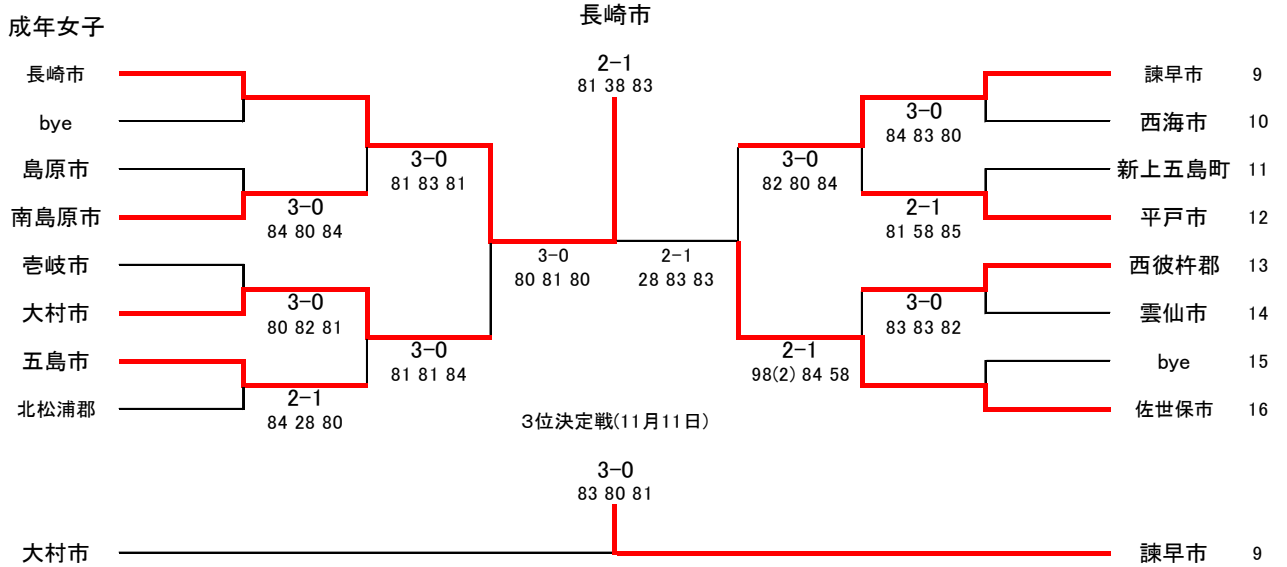 成年女子
長崎市
2-1
81 38 83
長崎市
bye
島原市
南島原市
壱岐市
大村市
五島市
北松浦郡
3-0
84 80 84
3-0
80 82 81
2-1
84 28 80
3-0
81 83 81
3-0
81 81 84
3-0
80 81 80
2-1
28 83 83
3-0
82 80 84
2-1
98(2) 84 58
3-0
84 83 80
2-1
81 58 85
3-0
83 83 82
諫早市 9
西海市 10
新上五島町 11
平戸市 12
西彼杵郡 13
雲仙市 14
bye 15
佐世保市 16
3位決定戦(11月11日)
3-0
83 80 81
大村市
諫早市 9